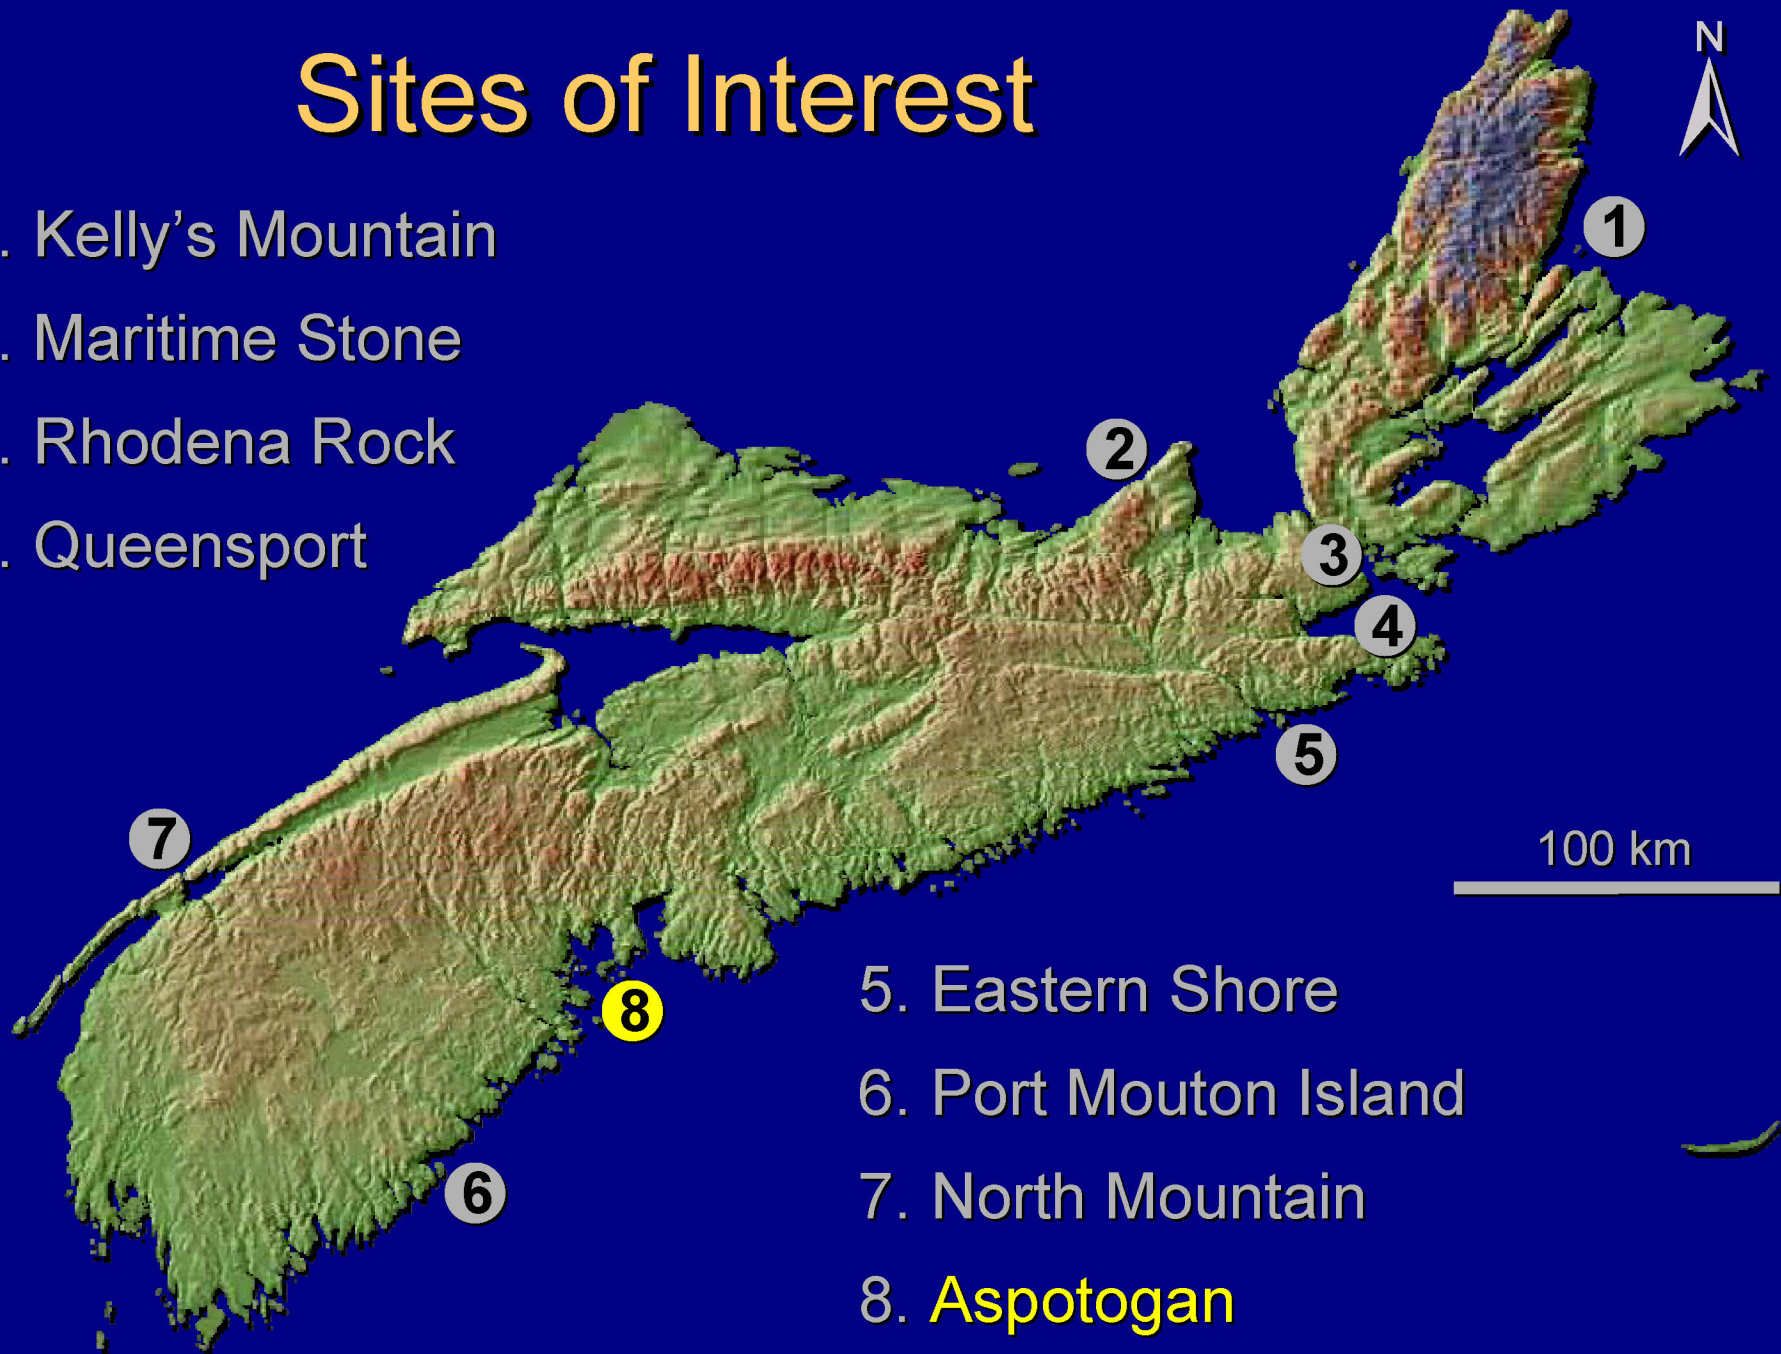 Sites of Interest
N
. Kelly’s Mountain
. Maritime Stone
. Rhodena Rock
. Queensport
1
2
3
4
5
7
100 km
8
6
5. Eastern Shore
6. Port Mouton Island
7. North Mountain
8. Aspotogan